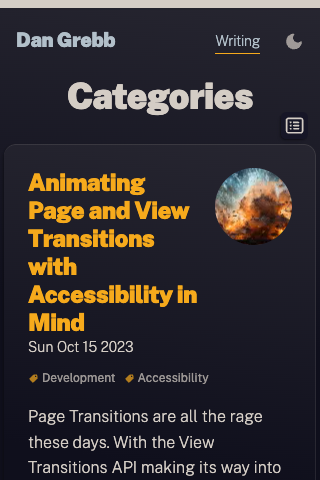 Dan Grebb
Writing
Categories
Animating
Page and View
Transitions
with
Accessibility in
Mind
Sun Oct 15 2023
Development Accessibility
Page Transitions are all the rage
these days. With the View
Transitions API making its way into